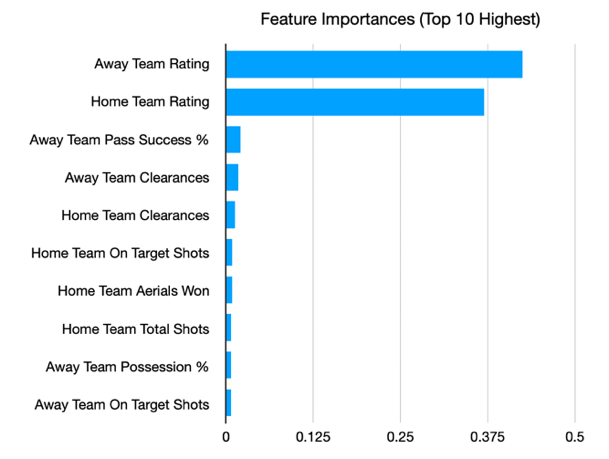 Feature Importances (Top 10 Highest)
Away Team Rating
Home Team Rating
Away Team Pass Success %
Away Team Clearances
Home Team Clearances
Home Team On Target Shots
Home Team Aerials Won
Home Team Total Shots
Away Team Possession %
Away Team On Target Shots
0 0.125 0.25 0.375 0.5